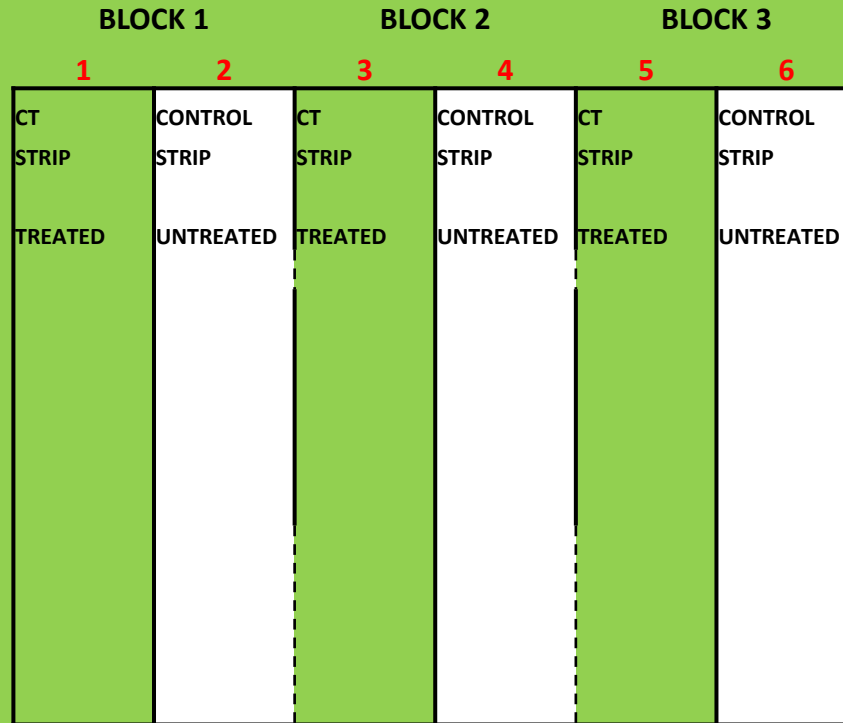 BLOCK 1 BLOCK 2 BLOCK 3
1 2 3 4 5 6
CT CONTROL CT CONTROL CT CONTROL
STRIP STRIP STRIP STRIP STRIP STRIP
TREATED UNTREATED TREATED UNTREATED TREATED UNTREATED